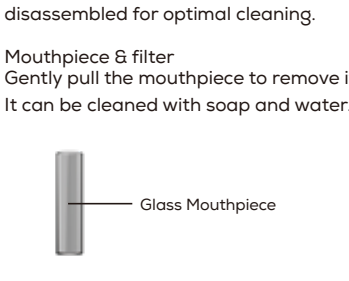 disassembled for optimal cleaning.
Mouthpiece & filter
Gently pull the mouthpiece to remove i
It can be cleaned with soap and water.
Glass Mouthpiece